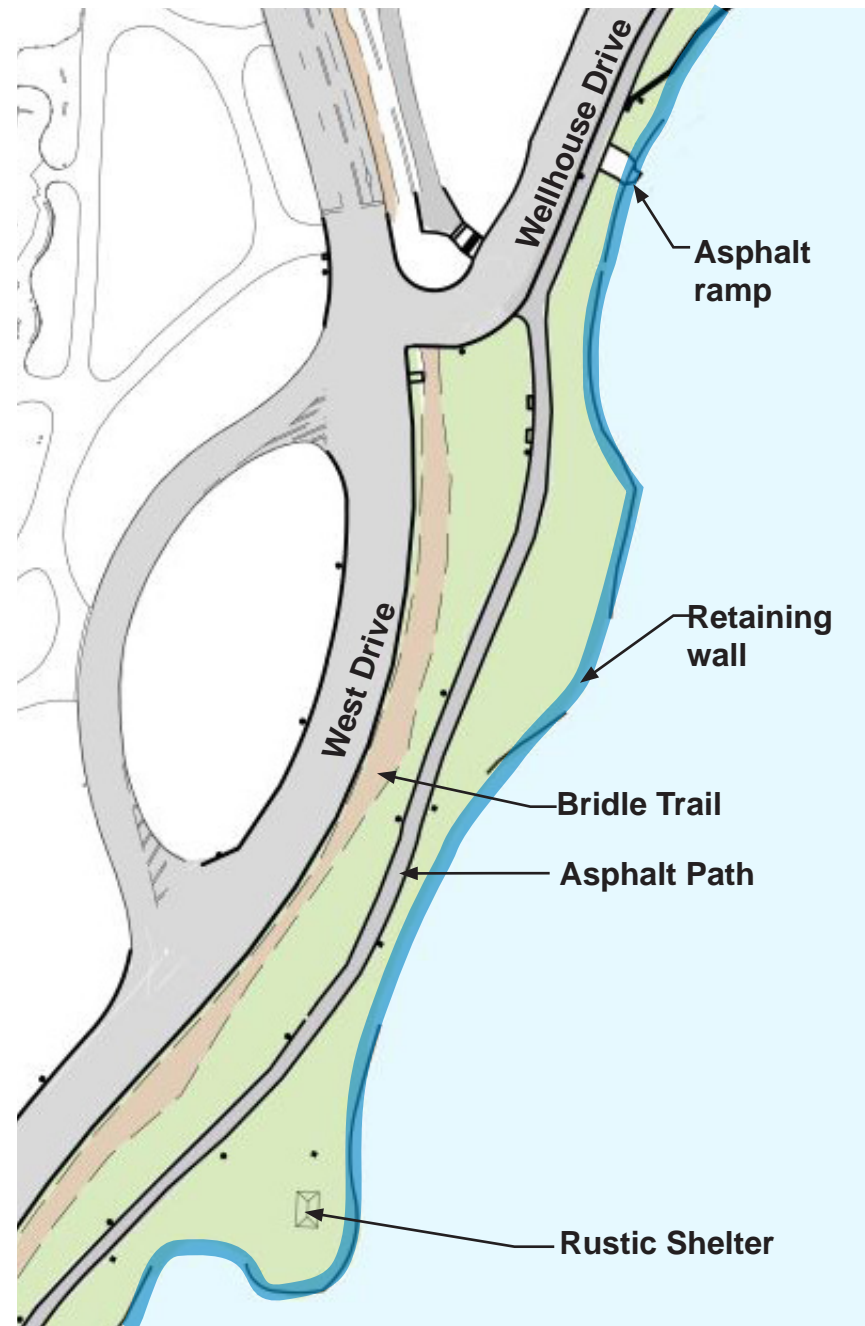 Wellhouse Drive
Asphalt
ramp
Retaining
wall
West Drive
Bridle Trail
Asphalt Path
Rustic Shelter